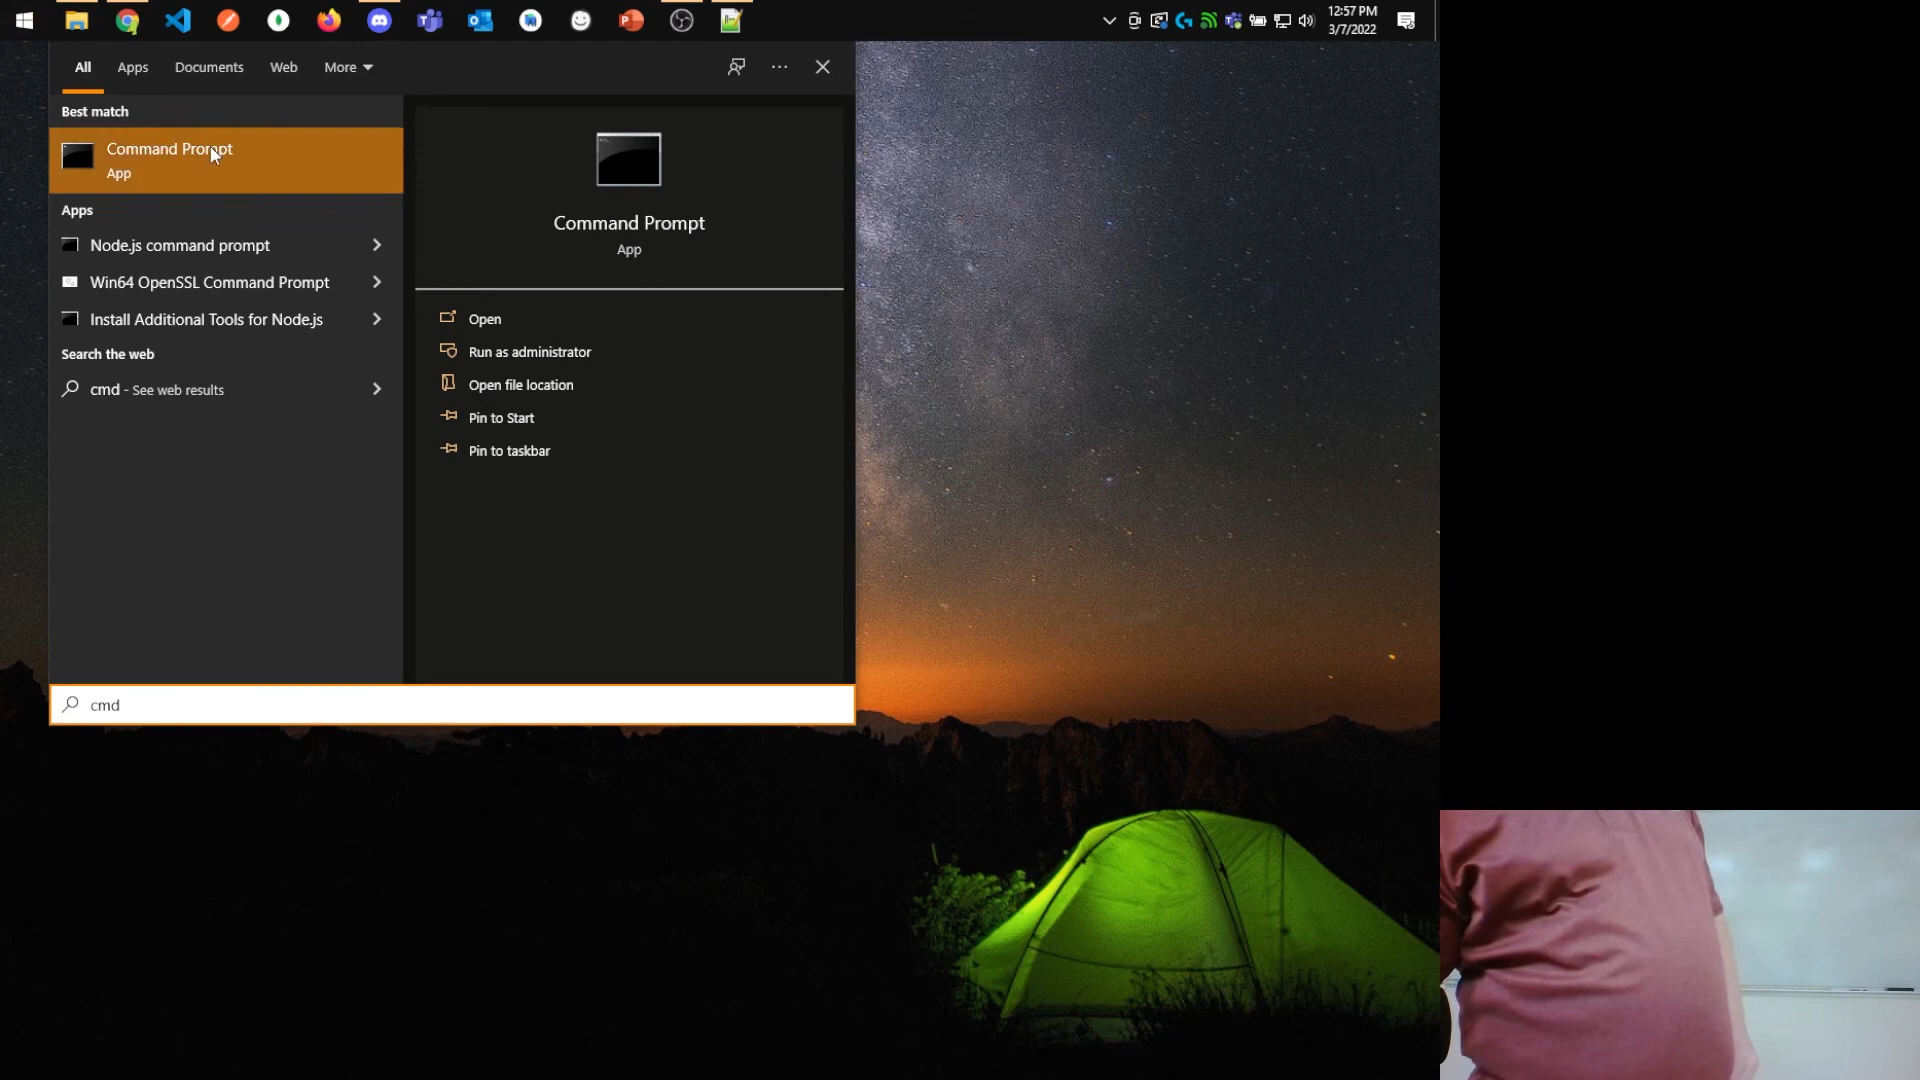 12:57 PM
3/7/2022
All
Apps
Documents
Web
More
Best match
Command Prompt
App
Apps
Node.js command prompt
Win64 OpenSSL Command Prompt
Install Additional Tools for Node.js
Search the web
cmd - See web results
Command Prompt
App
Open
Run as administrator
Open file location
Pin to Start
Pin to taskbar
cmd